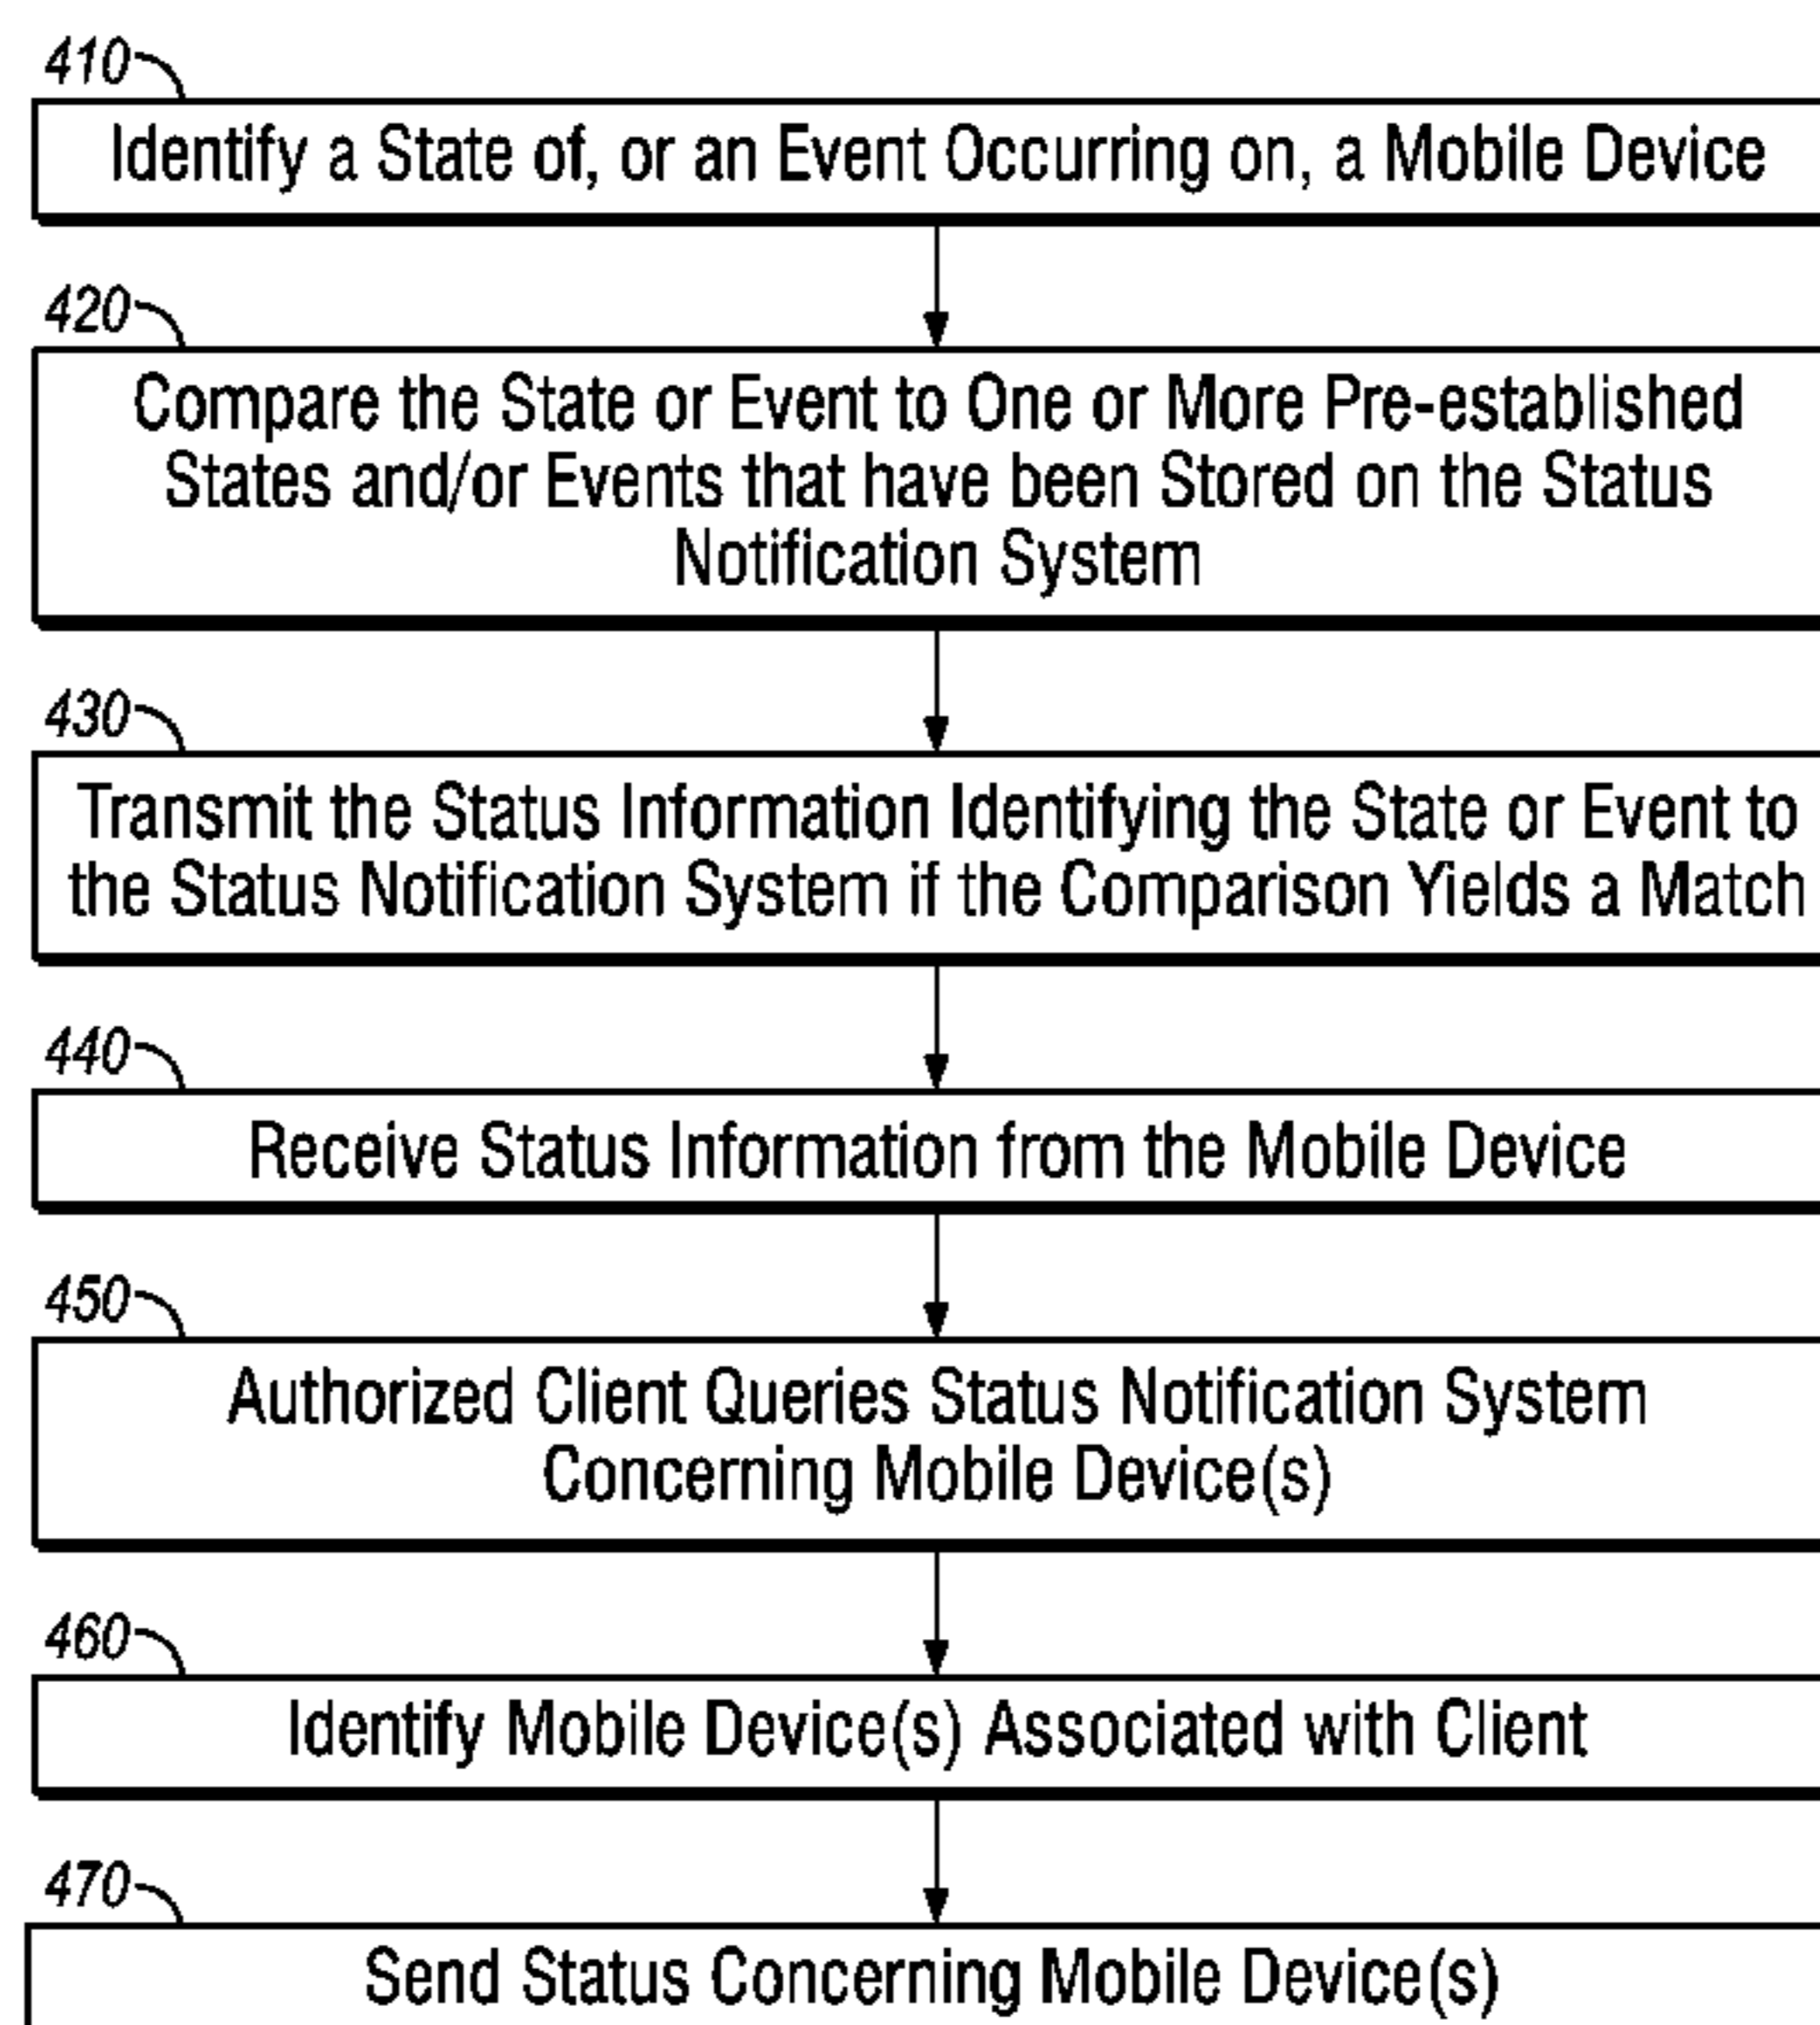 410
Identify a State of, or an Event Occurring on, a Mobile Device
420
Compare the State or Event to One or More Pre-established
States and/or Events that have been Stored on the Status
Notification System
430
Transmit the Status Information Identifying the State or Event to
the Status Notification System if the Comparison Yields a Match
440
Receive Status Information from the Mobile Device
450
Authorized Client Queries Status Notification System
Concerning Mobile Device(s)
460
Identify Mobile Device(s) Associated with Client
470
Send Status Concerning Mobile Device(s)